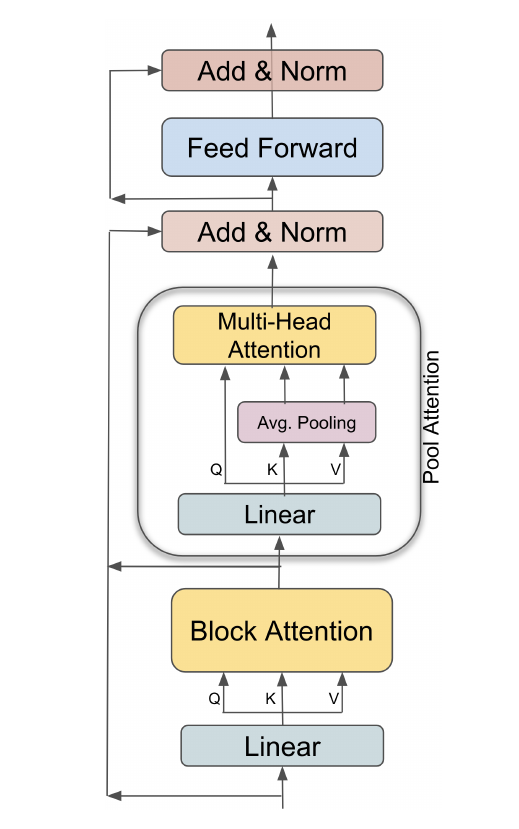 Add & Norm
Feed Forward
Add & Norm
Multi-Head
Attention
Avg. Pooling
Q K V
Linear
Pool Attention
Block Attention
Q K V
Linear